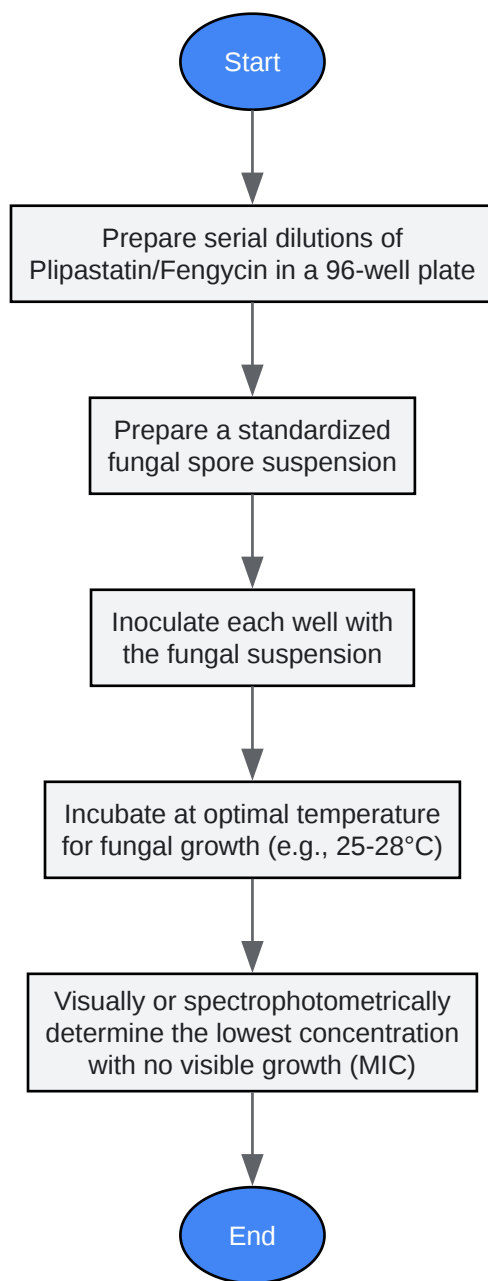 Start
Prepare serial dilutions of
Plipastatin/Fengycin in a 96-well plate
Prepare a standardized
fungal spore suspension
Inoculate each well with
the fungal suspension
Incubate at optimal temperature
for fungal growth (e.g., 25-28°C)
Visually or spectrophotometrically
determine the lowest concentration
with no visible growth (MIC)
End